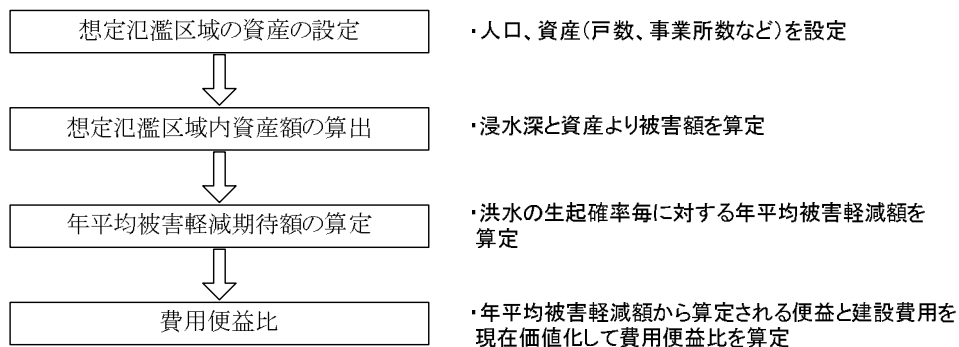 想定氾濫区域の資産の設定
・人口、資産(戸数、事業所数など)を設定
想定氾濫区域内資産額の算出
・浸水深と資産より被害額を算定
年平均被害軽減期待額の算定
・洪水の生起確率毎に対する年平均被害軽減額を
算定
費用便益比
・年平均被害軽減額から算定される便益と建設費用を
現在価値化して費用便益比を算定